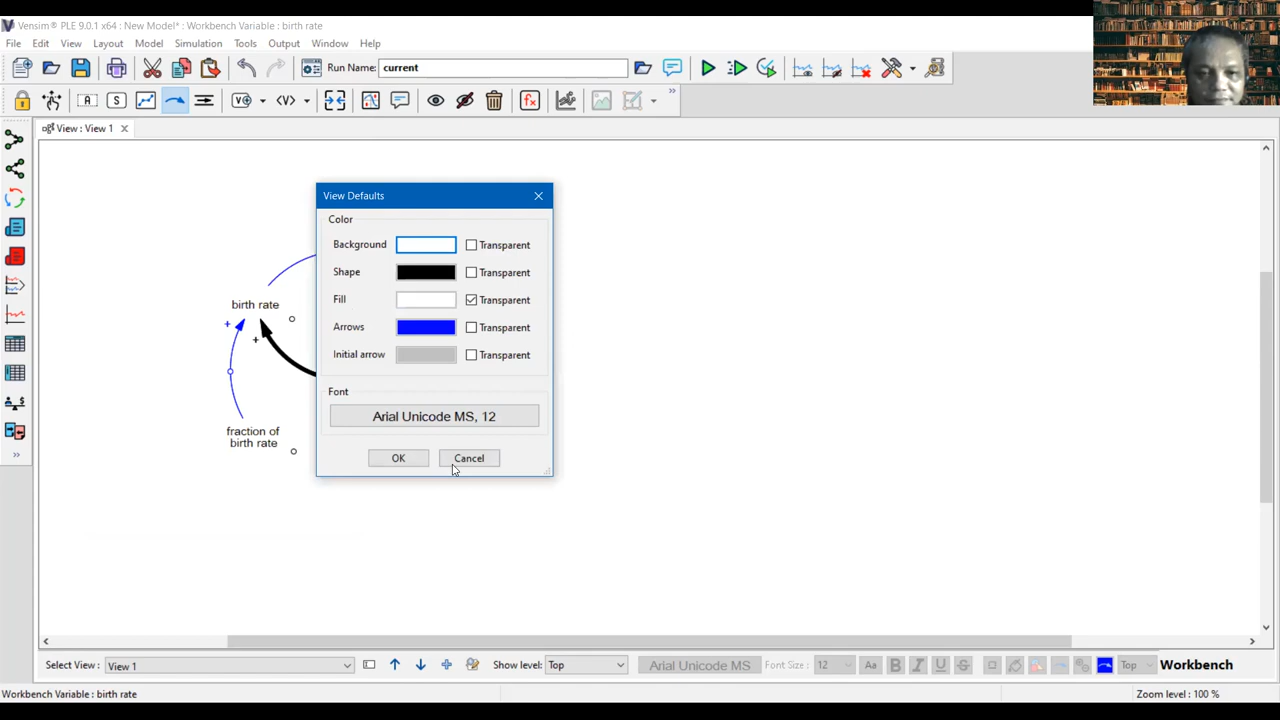 Vensim® PLE 9.0.1 x64 : New Model* : Workbench Variable : birth rate
File Edit View Layout Model Simulation Tools Output Window Help
Run Name: current
View : View 1
View Defaults
Color
Background Transparent
Shape Transparent
Fill Transparent
Arrows Transparent
Initial arrow Transparent
Font
Arial Unicode MS, 12
OK Cancel
birth rate
fraction of
birth rate
Select View : View 1 Show level: Top Arial Unicode MS Font Size : 12 Aa B I U S Top Workbench
Workbench Variable : birth rate Zoom level : 100 %